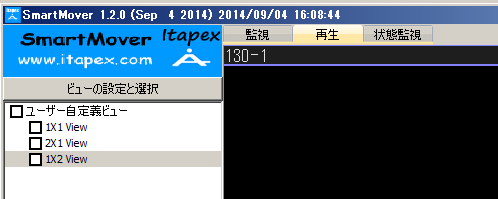 SmartMover 1.2.0 (Sep 4 2014) 2014/09/04 16:08:44
SmartMover Itapex
www.itapex.com
監視 再生 状態監視
130-1
ビューの設定と選択
ユーザー自定義ビュー
1X1 View
2X1 View
1X2 View